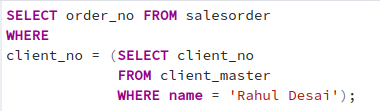 SELECT order_no FROM salesorder
WHERE
client_no = (SELECT client_no
FROM client_master
WHERE name = 'Rahul Desai');